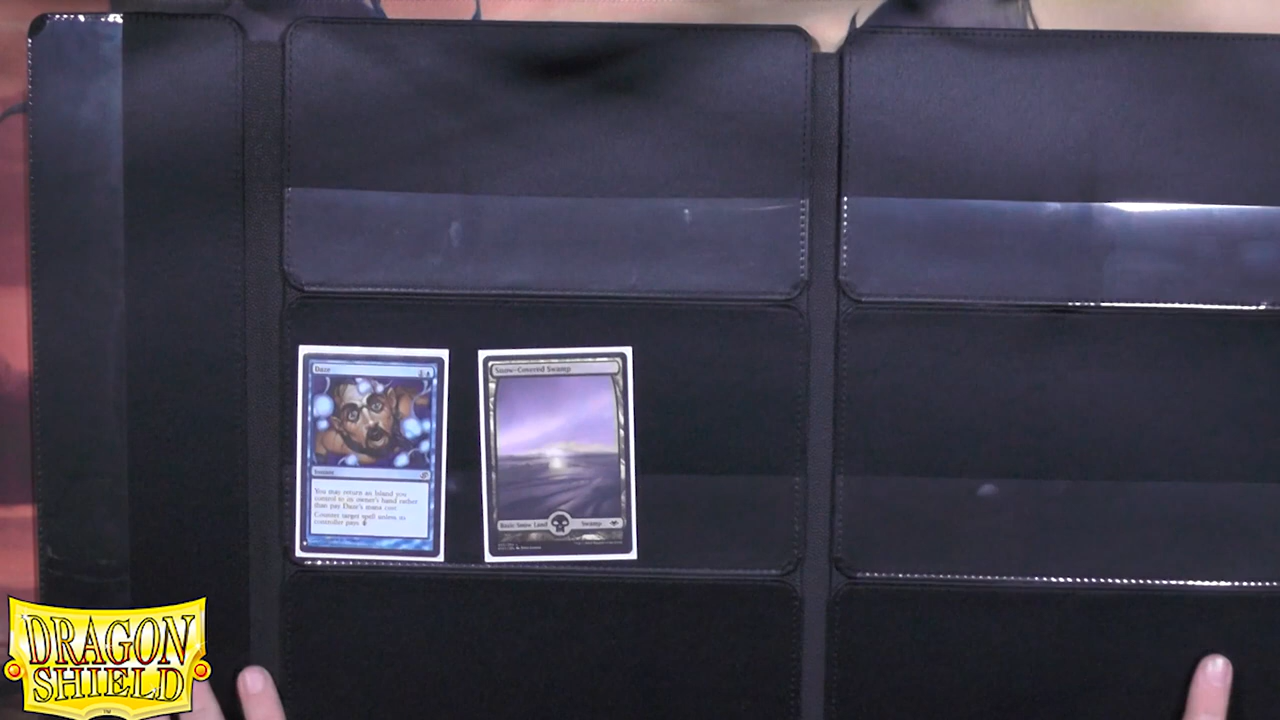 Daze
Instant
You may return an Island you
control to its owner's hand rather
than pay Daze's mana cost.
Counter target spell unless its
controller pays
Snow-Covered Swamp
Basic Snow Land
Swamp
DRAGON
SHIELD
TM